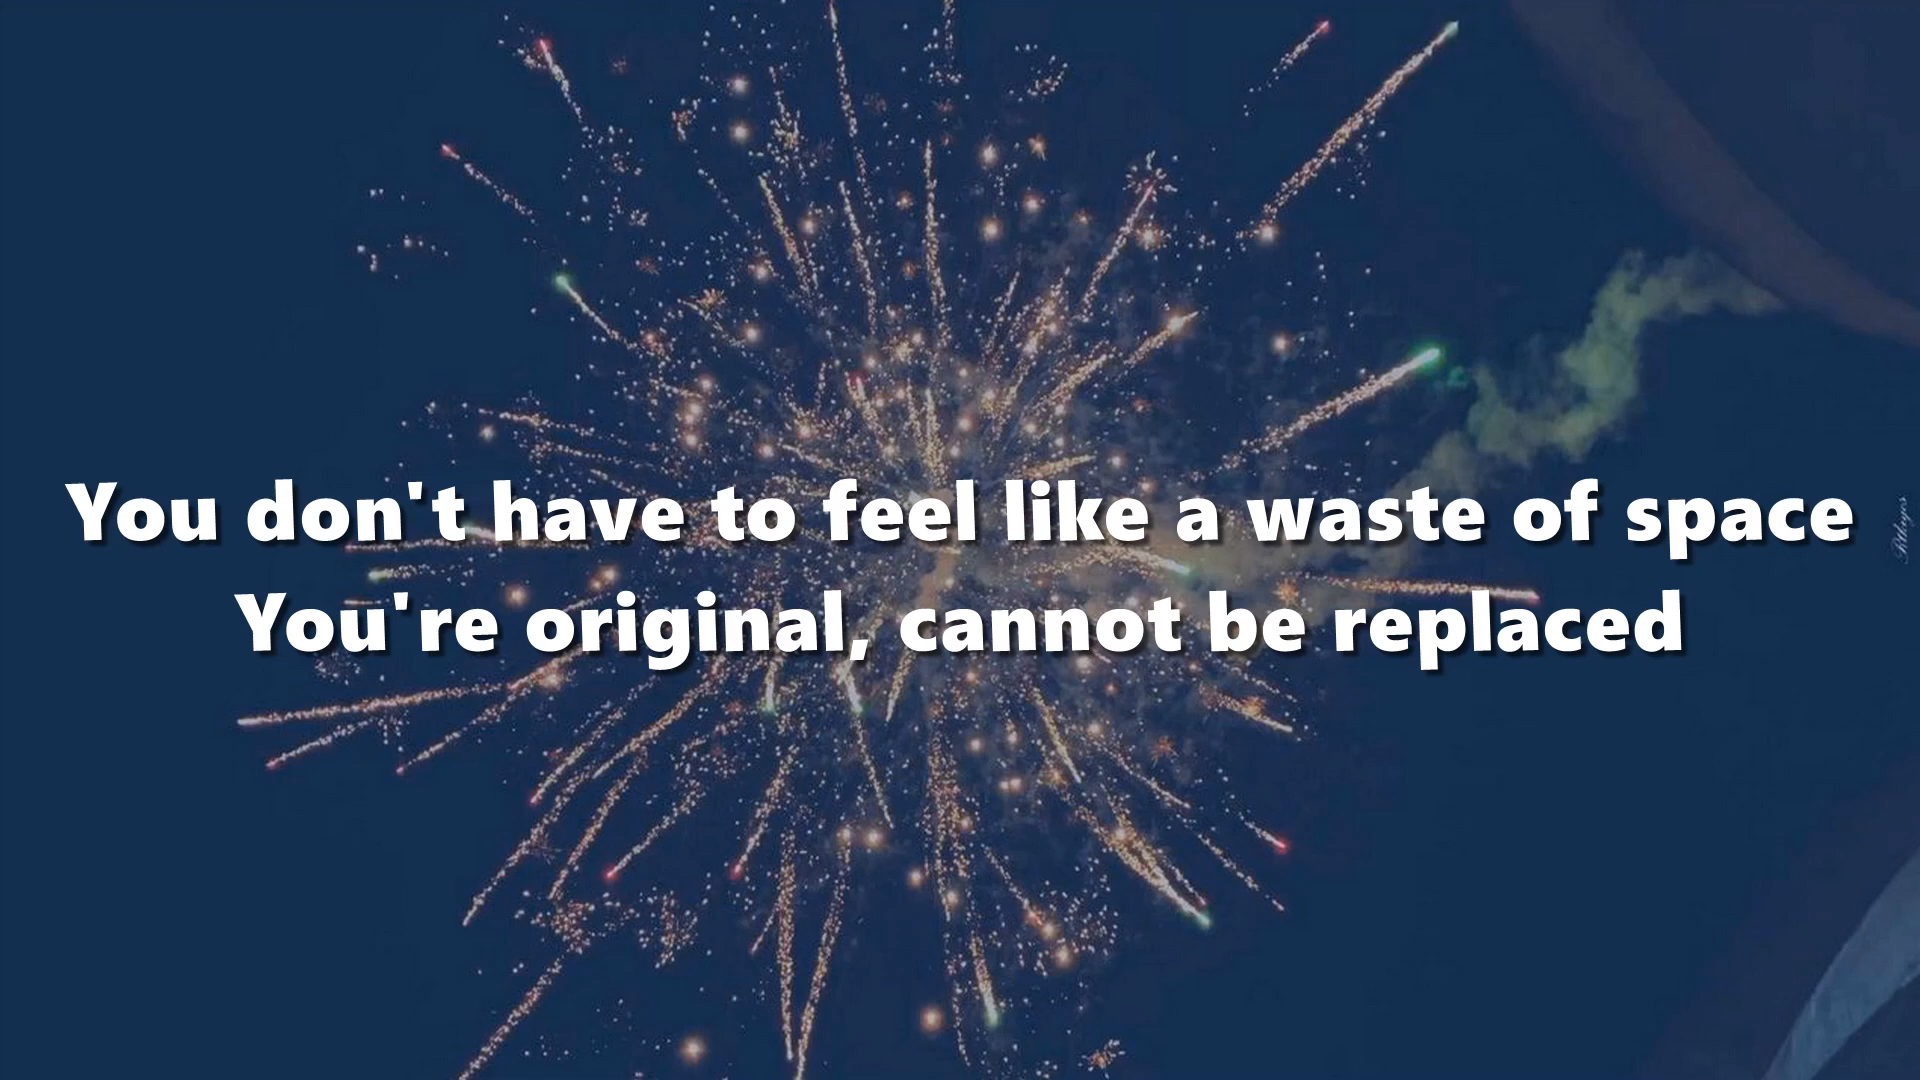 You don't have to feel like a waste of space
You're original, cannot be replaced